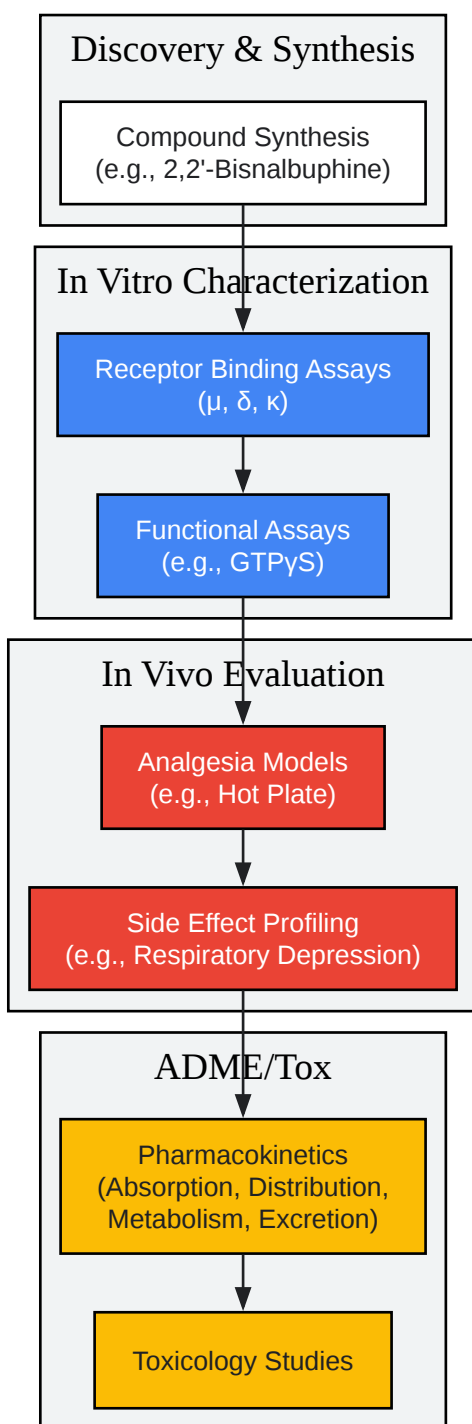 Discovery & Synthesis
Compound Synthesis
(e.g., 2,2'-Bisnalbuphine)
In Vitro Characterization
Receptor Binding Assays
(μ, δ, κ)
Functional Assays
(e.g., GTPγS)
In Vivo Evaluation
Analgesia Models
(e.g., Hot Plate)
Side Effect Profiling
(e.g., Respiratory Depression)
ADME/Tox
Pharmacokinetics
(Absorption, Distribution,
Metabolism, Excretion)
Toxicology Studies